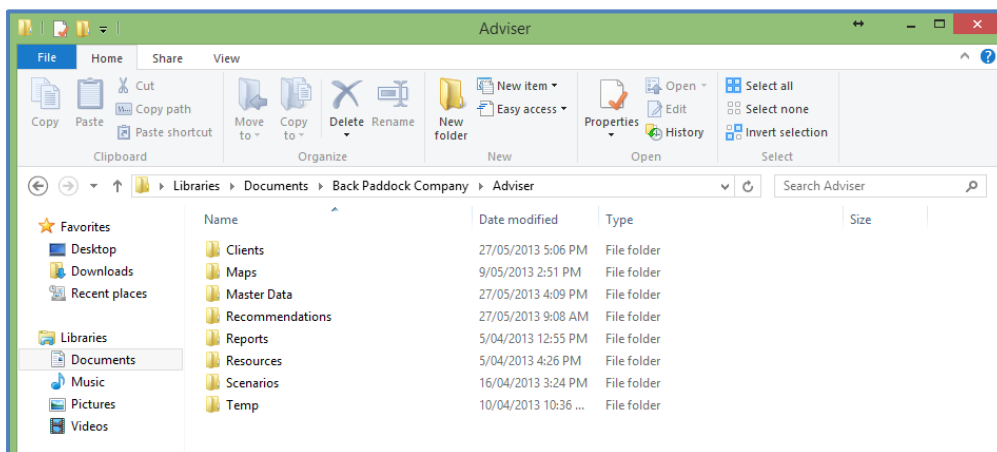 Adviser
File Home Share View
Copy Paste Cut Copy path Paste shortcut Move to Copy to Delete Rename New folder New item Easy access Properties Open Edit History Select all Select none Invert selection
Clipboard Organize New Open Select
Libraries Documents Back Paddock Company Adviser Search Adviser
Favorites
Desktop
Downloads
Recent places
Libraries
Documents
Music
Pictures
Videos
Name Date modified Type Size
Clients 27/05/2013 5:06 PM File folder
Maps 9/05/2013 2:51 PM File folder
Master Data 27/05/2013 4:09 PM File folder
Recommendations 27/05/2013 9:08 AM File folder
Reports 5/04/2013 12:55 PM File folder
Resources 5/04/2013 4:26 PM File folder
Scenarios 16/04/2013 3:24 PM File folder
Temp 10/04/2013 10:36 ... File folder